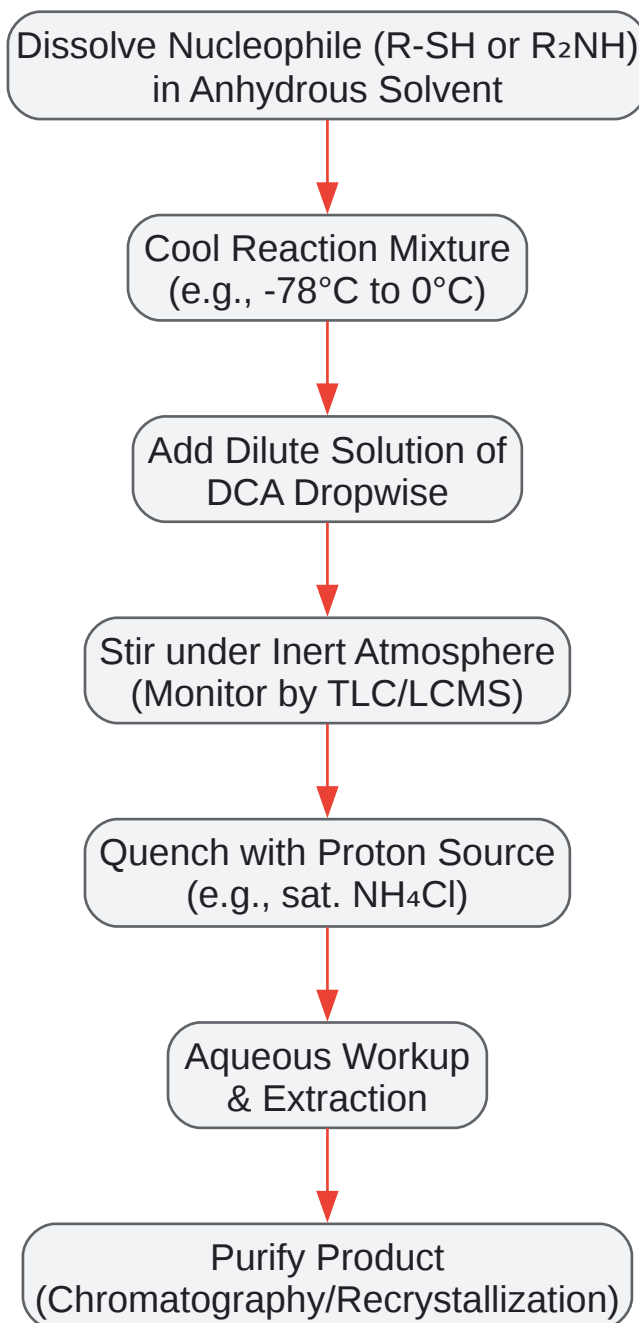 Dissolve Nucleophile (R-SH or R₂NH)
in Anhydrous Solvent
Cool Reaction Mixture
(e.g., -78°C to 0°C)
Add Dilute Solution of
DCA Dropwise
Stir under Inert Atmosphere
(Monitor by TLC/LCMS)
Quench with Proton Source
(e.g., sat. NH₄Cl)
Aqueous Workup
& Extraction
Purify Product
(Chromatography/Recrystallization)